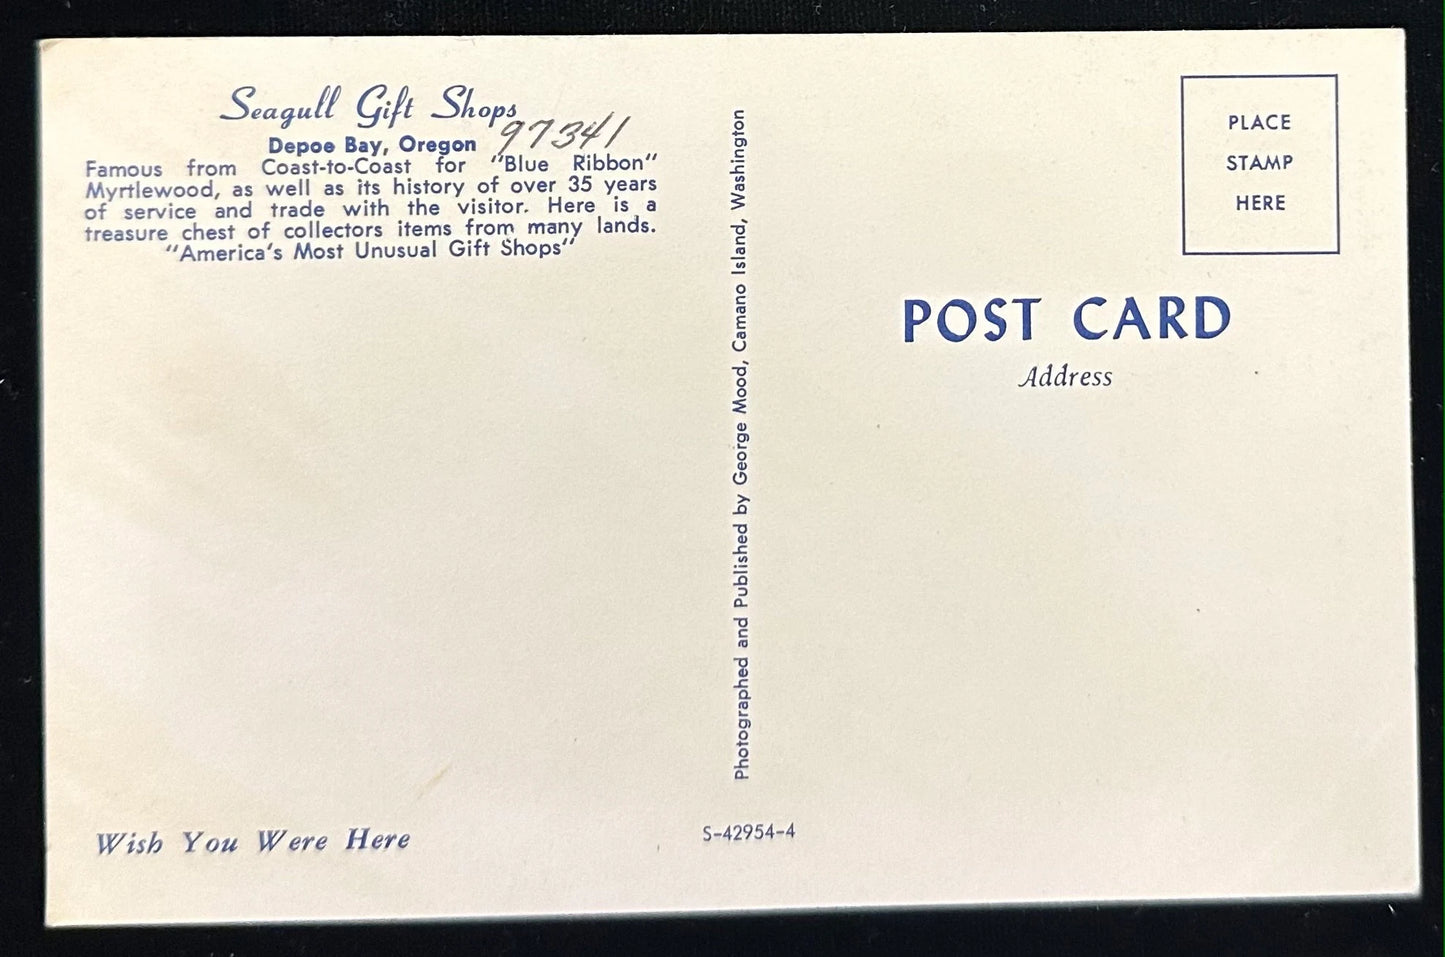 Seagull Gift Shops
Depoe Bay, Oregon 97341
Famous from Coast-to-Coast for "Blue Ribbon"
Myrtlewood, as well as its history of over 35 years
of service and trade with the visitor. Here is a
treasure chest of collectors items from many lands.
"America's Most Unusual Gift Shops"
Wish You Were Here
Photographed and Published by George Mood, Camano Island, Washington
S-42954-4
PLACE
STAMP
HERE
POST CARD
Address